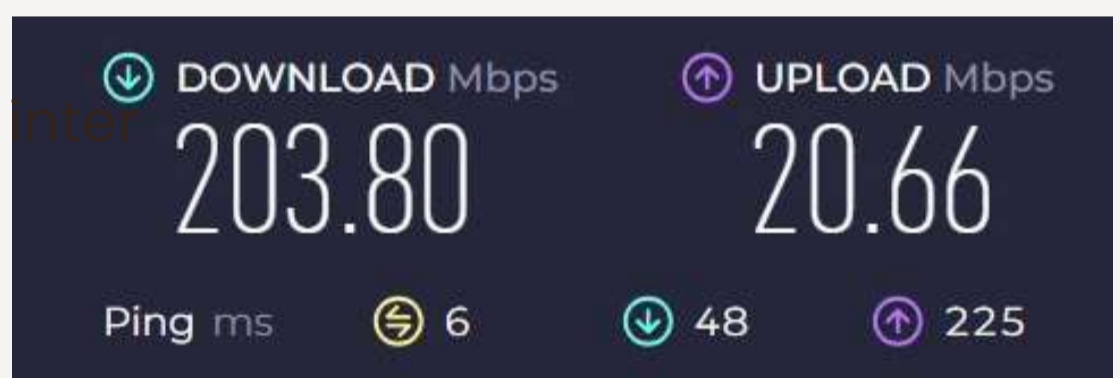 DOWNLOAD Mbps UPLOAD Mbps
inter
203.80 20.66
Ping ms 6 48 225